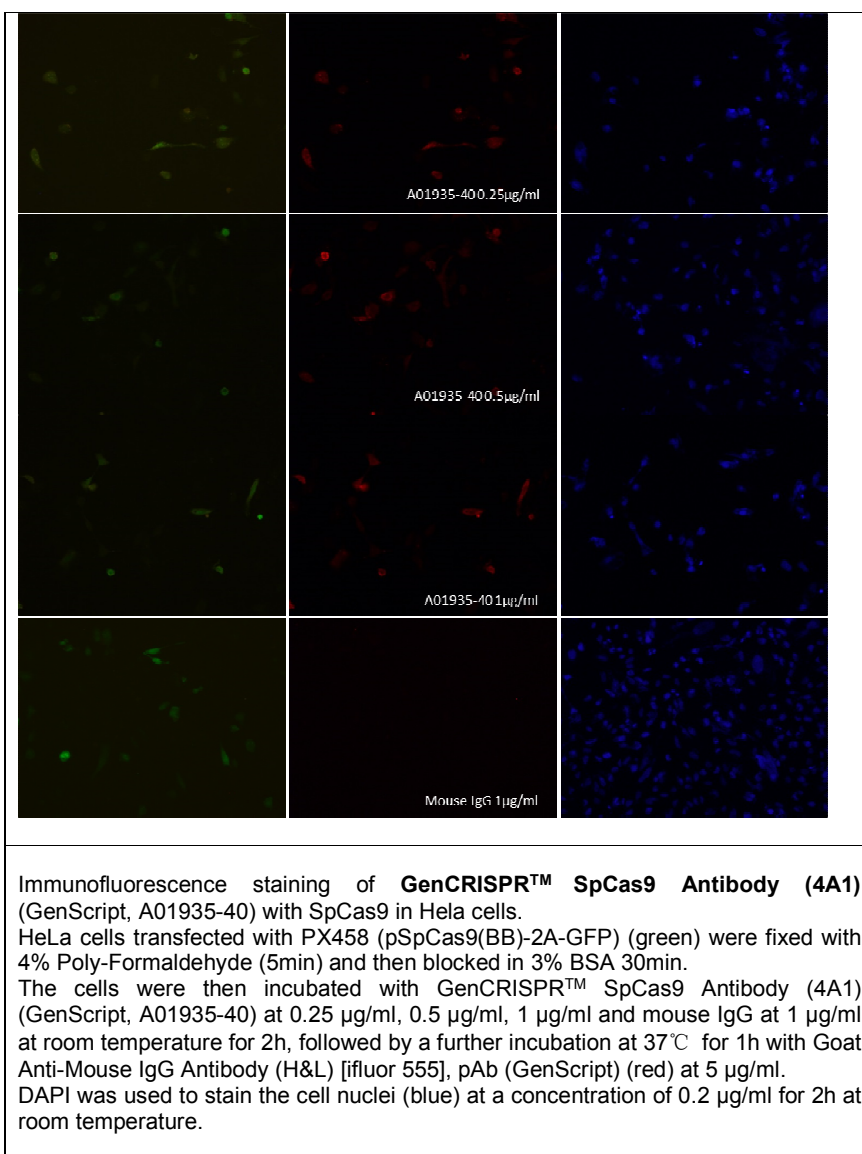 A01935-40 0.25µg/ml
A01935 40 0.5µg/ml
A01935-40 1µg/ml
Mouse IgG 1µg/ml
Immunofluorescence staining of GenCRISPR™ SpCas9 Antibody (4A1)
(GenScript, A01935-40) with SpCas9 in Hela cells.
HeLa cells transfected with PX458 (pSpCas9(BB)-2A-GFP) (green) were fixed with
4% Poly-Formaldehyde (5min) and then blocked in 3% BSA 30min.
The cells were then incubated with GenCRISPR™ SpCas9 Antibody (4A1)
(GenScript, A01935-40) at 0.25 µg/ml, 0.5 µg/ml, 1 µg/ml and mouse IgG at 1 µg/ml
at room temperature for 2h, followed by a further incubation at 37℃ for 1h with Goat
Anti-Mouse IgG Antibody (H&L) [ifluor 555], pAb (GenScript) (red) at 5 µg/ml.
DAPI was used to stain the cell nuclei (blue) at a concentration of 0.2 µg/ml for 2h at
room temperature.